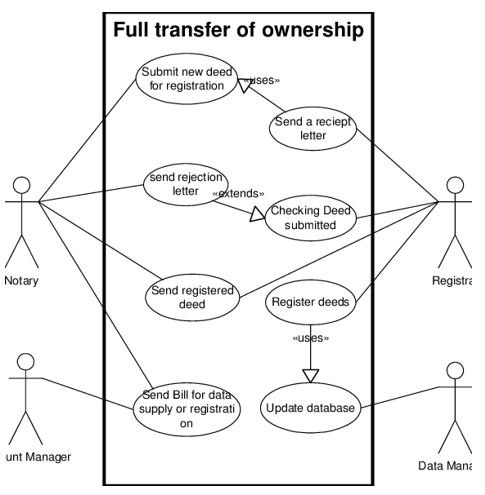 Full transfer of ownership
Submit new deed
for registration
«uses»
Send a reciept
letter
send rejection
letter
«extends»
Checking Deed
submitted
Notary
Registra
Send registered
deed
Register deeds
«uses»
Send Bill for data
supply or registrati
on
Update database
unt Manager
Data Mana